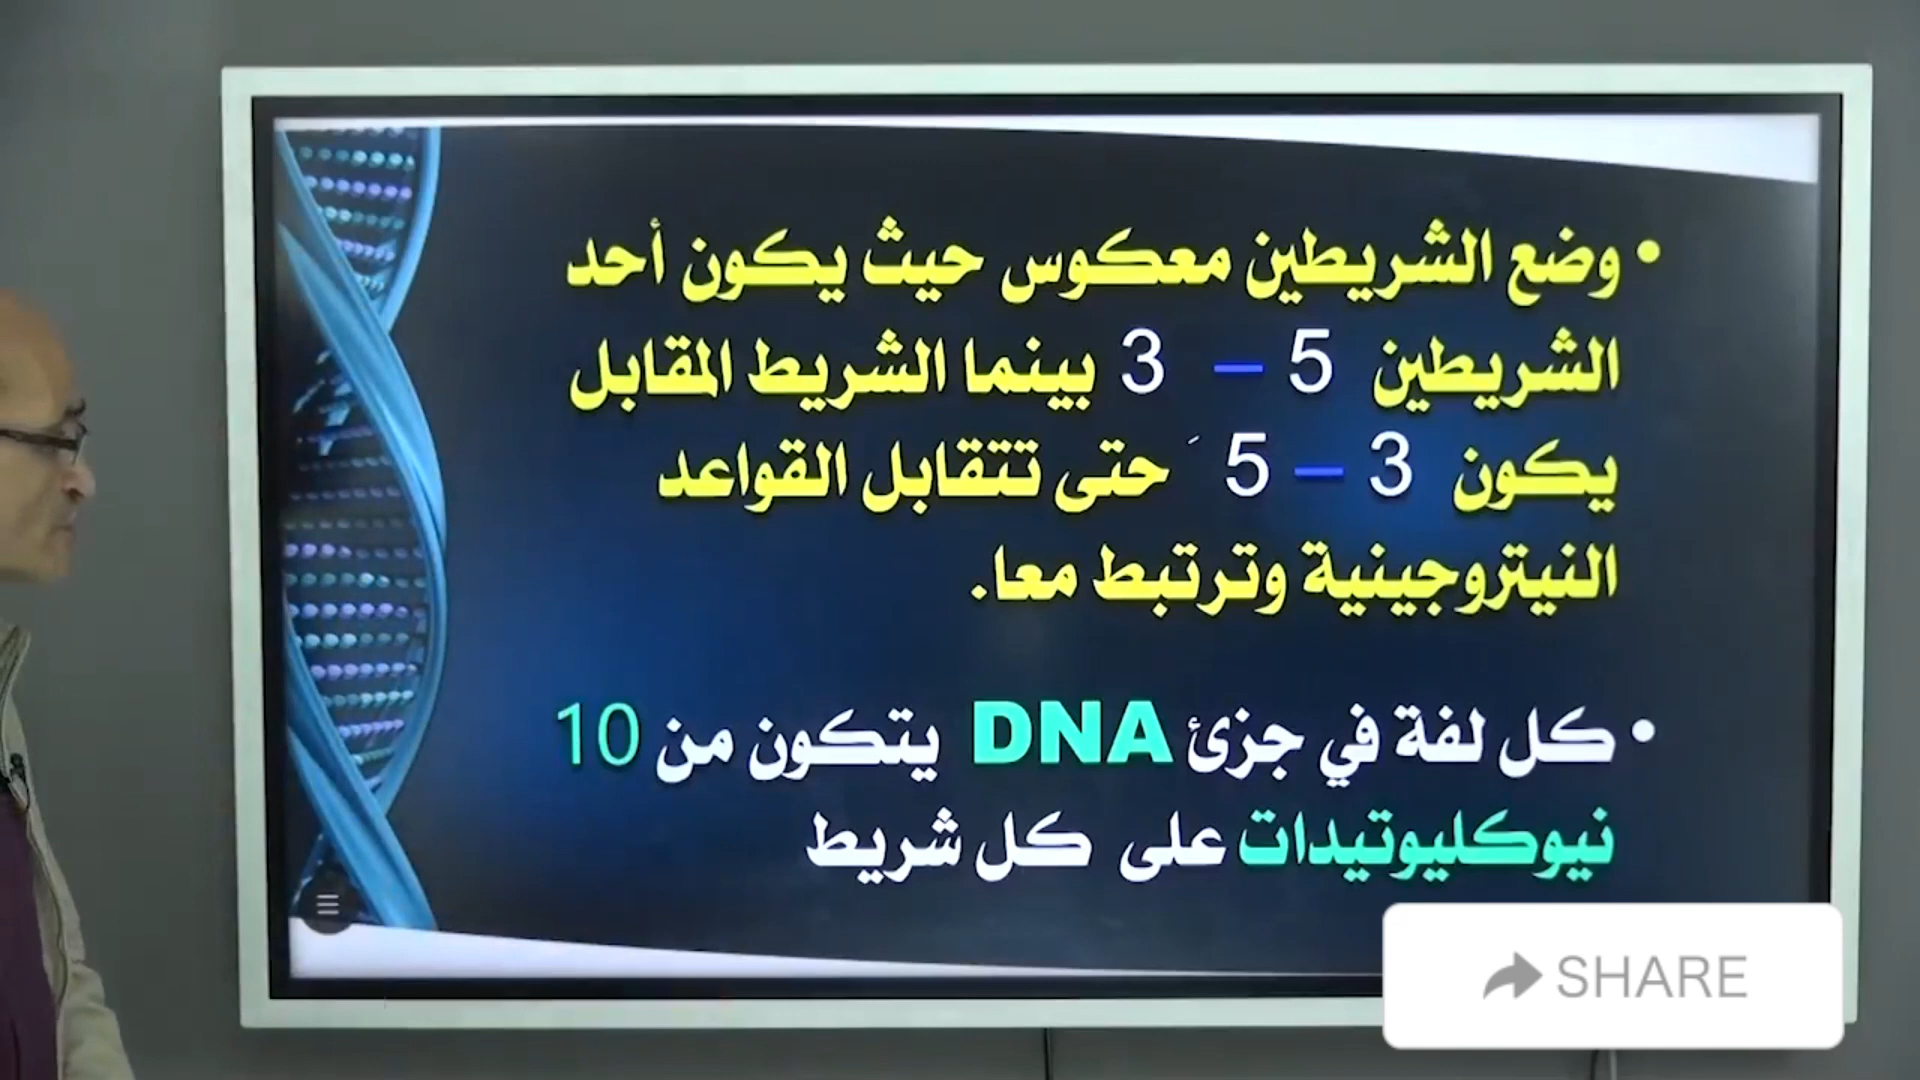 • وضع الشريطين معكوس حيث يكون أحد
الشريطين 5 – 3 بينما الشريط المقابل
يكون 3 – 5 َ حتى تتقابل القواعد
النيتروجينية وترتبط معا.
• كل لفة في جزئ DNA يتكون من 10
نيوكليوتيدات على كل شريط
SHARE